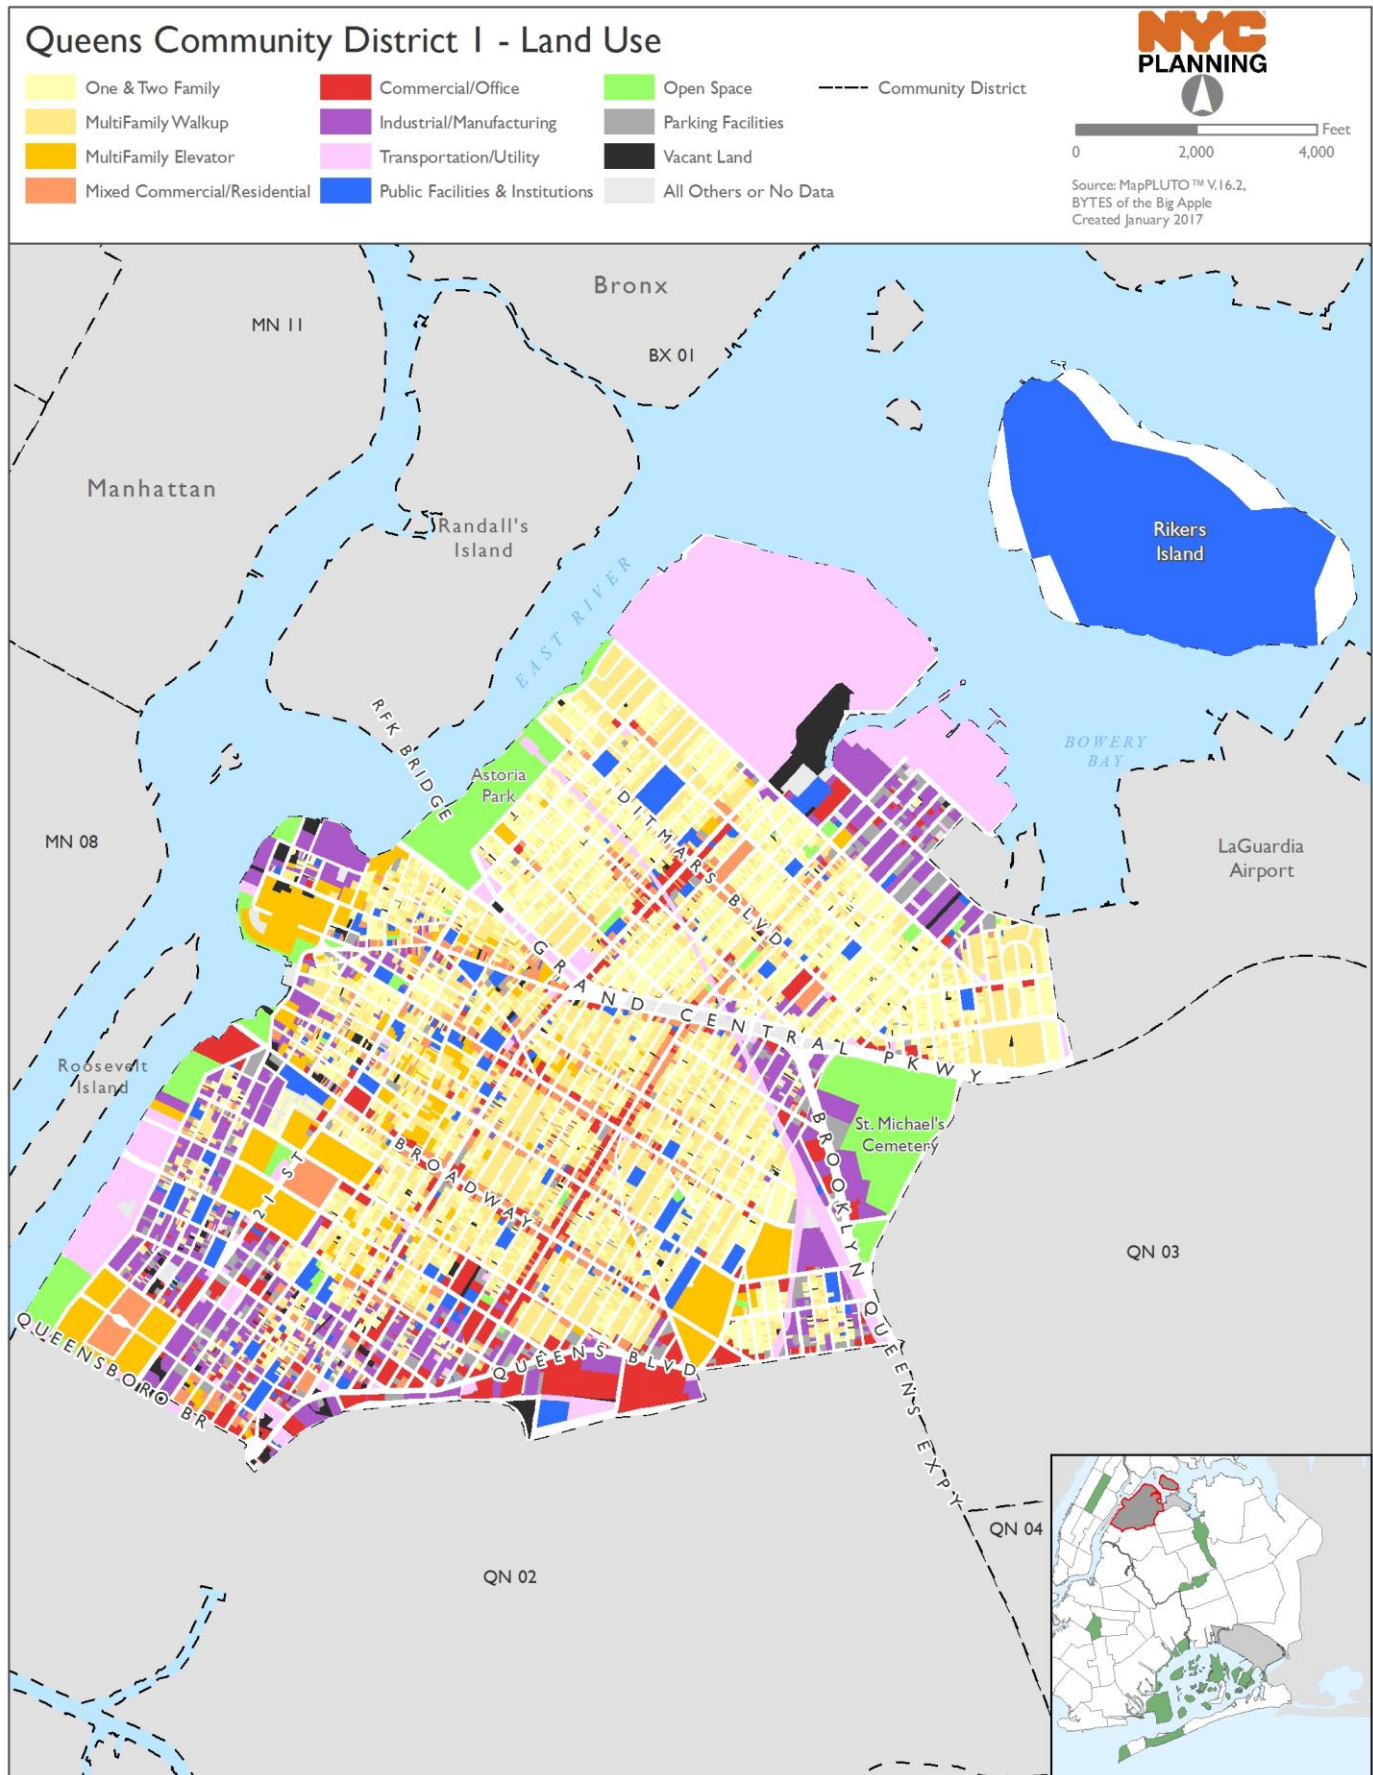 Queens Community District 1 - Land Use
One & Two Family
MultiFamily Walkup
MultiFamily Elevator
Mixed Commercial/Residential
Commercial/Office
Industrial/Manufacturing
Transportation/Utility
Public Facilities & Institutions
Open Space
Parking Facilities
Vacant Land
All Others or No Data
Community District
NYC
PLANNING
Feet
0 2,000 4,000
Source: MapPLUTO™ V.16.2,
BYTES of the Big Apple
Created January 2017
Bronx
MN 11
BX 01
Manhattan
Randall's
Island
Rikers
Island
EAST RIVER
RFK BRIDGE
BOWERY
BAY
Astoria
Park
DITMARS BLVD
MN 08
LaGuardia
Airport
GRAND CENTRAL PKWY
Roosevelt
Island
St. Michael's
Cemetery
BROADWAY
21 ST
BROOKLYN QUEENS EXPY
QN 03
QUEENSBORO BR
QUEENS BLVD
QN 04
QN 02